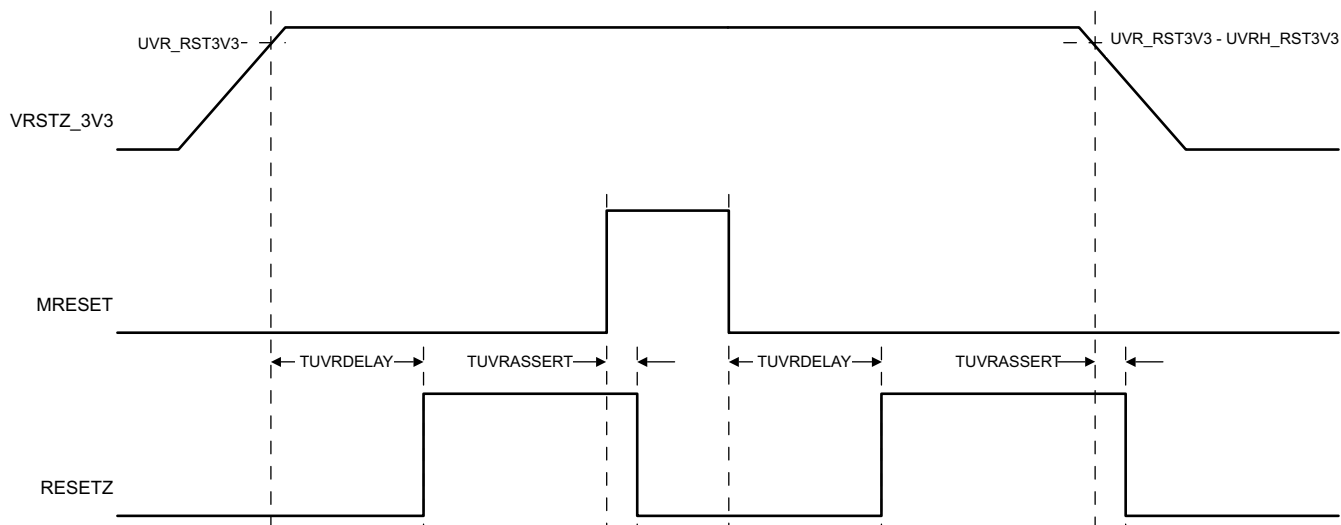 UVR_RST3V3
UVR_RST3V3 - UVRH_RST3V3
VRSTZ_3V3
MRESET
TUVRDELAY
TUVRASSERT
TUVRDELAY
TUVRASSERT
RESETZ